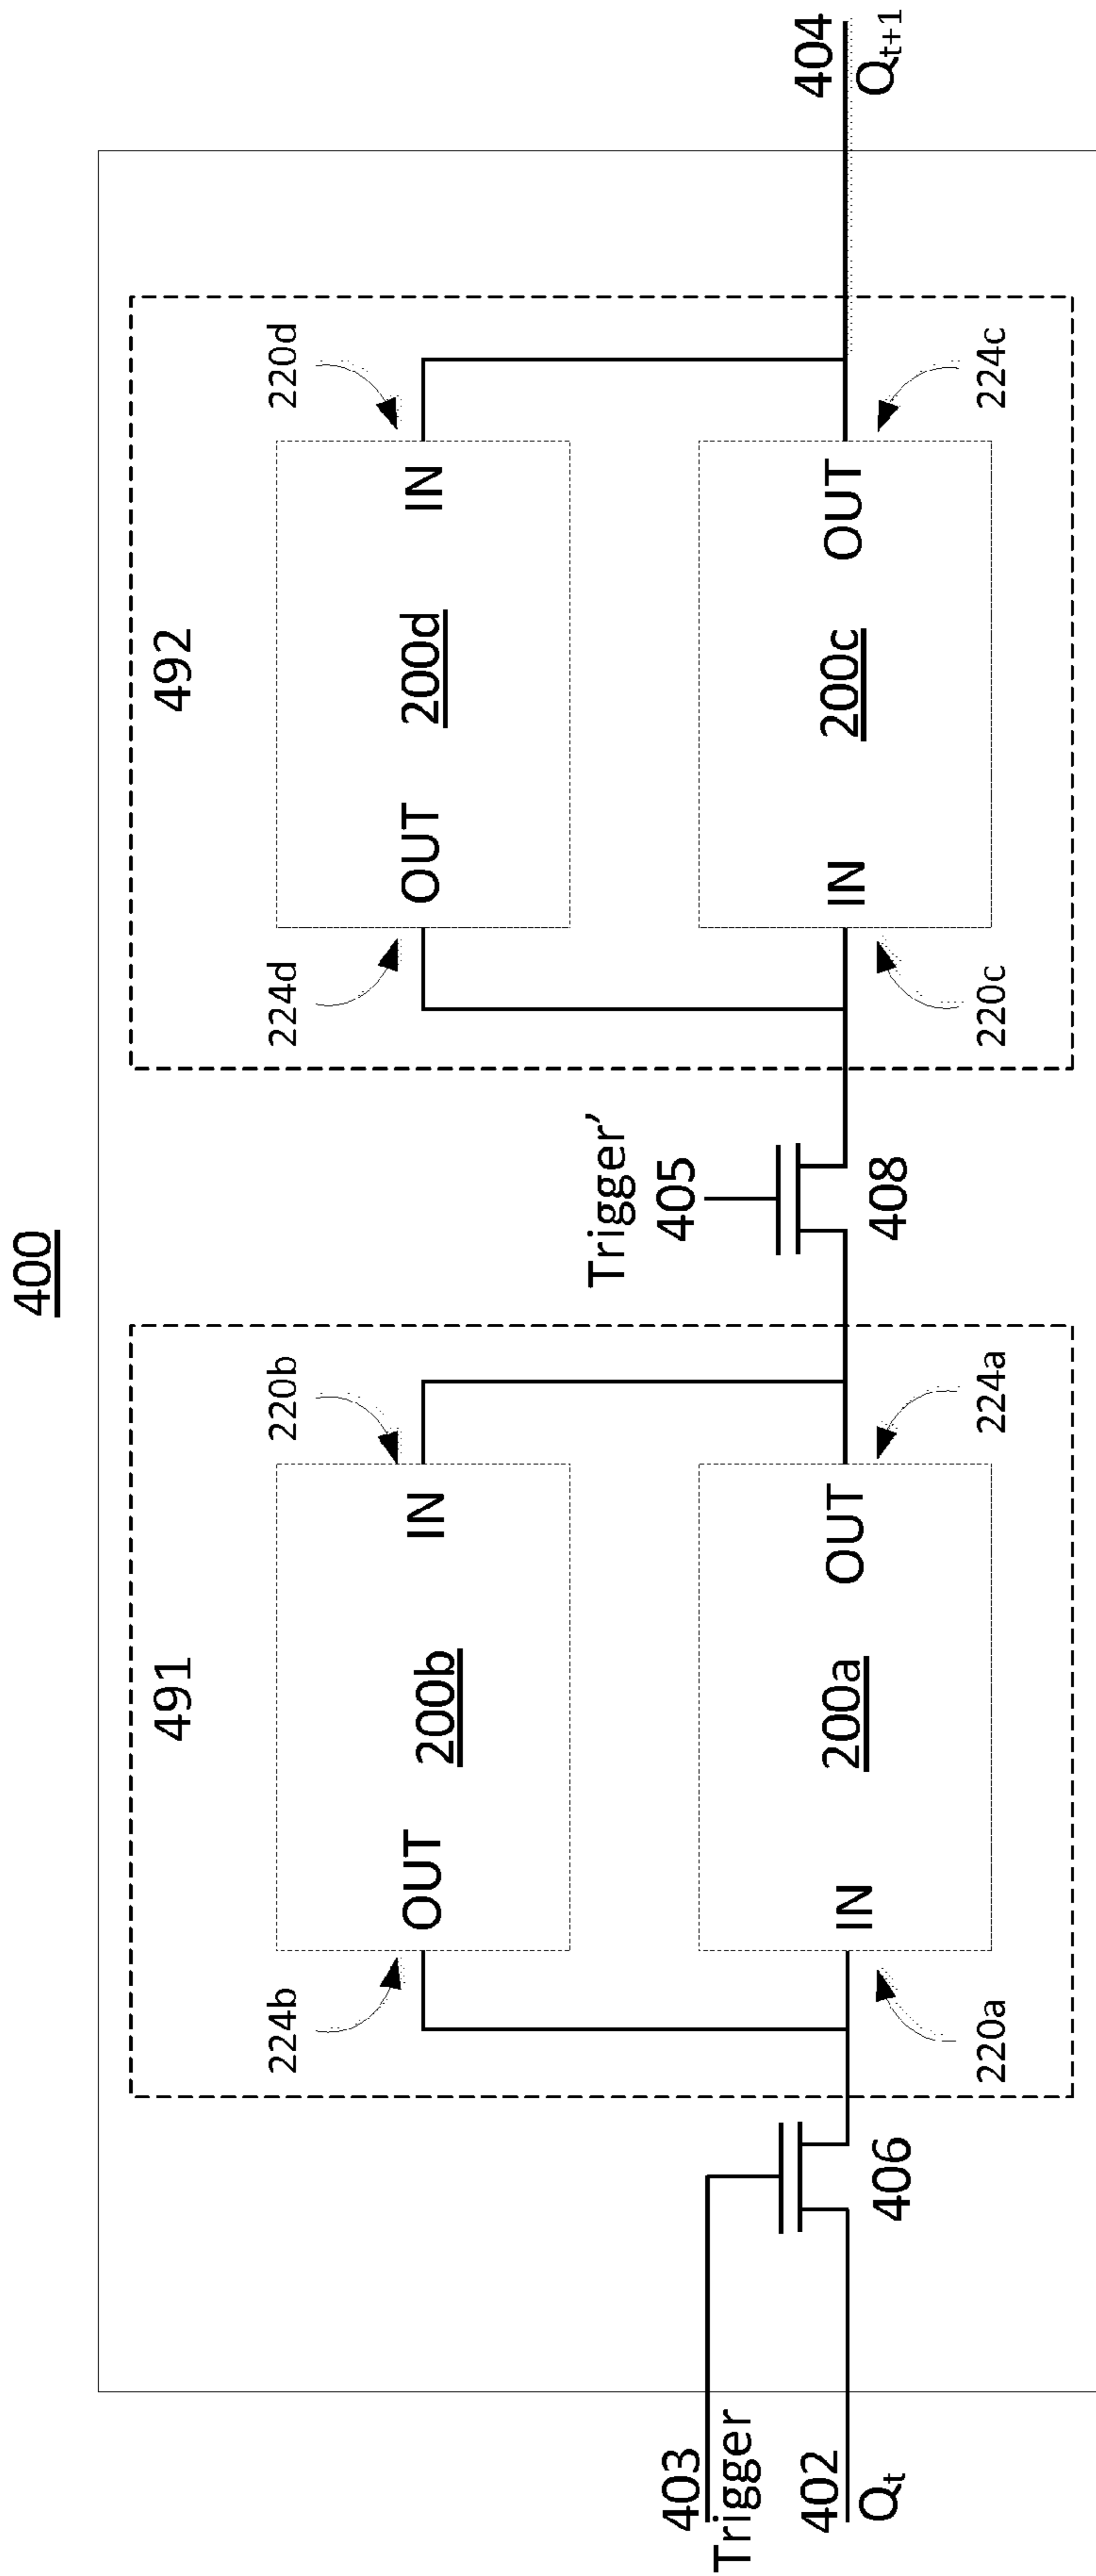 400
491
492
224b
220b
224d
220d
OUT
IN
OUT
IN
200b
200d
Trigger’
405
403
Trigger
402
Qt
406
IN
200a
OUT
408
IN
200c
OUT
404
Qt+1
220a
224a
220c
224c